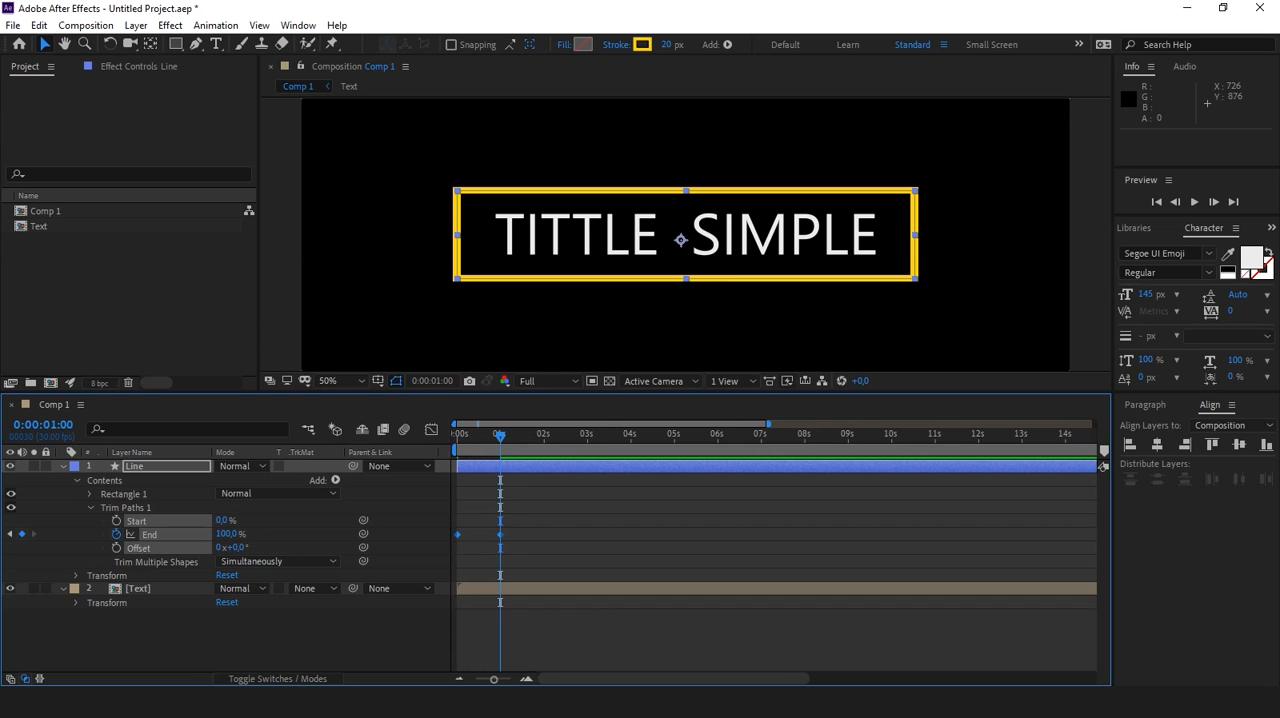 Adobe After Effects - Untitled Project.aep *
File Edit Composition Layer Effect Animation View Window Help
Snapping
Fill: Stroke: 20 px Add:
Default Learn Standard Small Screen
Search Help
Project
Effect Controls Line
Name
Comp 1
Text
8 bpc
Composition Comp 1
Comp 1 Text
TITTLE SIMPLE
50% 0:00:01:00 Full Active Camera 1 View +0,0
Info Audio
R :
G :
B :
A : 0
X : 726
Y : 876
Preview
Libraries Character
Segoe UI Emoji
Regular
145 px Auto
Metrics 0
- px
100 % 100 %
0 px 0 %
Paragraph Align
Align Layers to: Composition
Distribute Layers:
Comp 1
0:00:01:00
00030 (30.00 fps)
# Layer Name Mode T .TrkMat Parent & Link
:00s 02s 03s 04s 05s 06s 07s 08s 09s 10s 11s 12s 13s 14s
1 Line Normal None
Contents Add:
Rectangle 1 Normal
Trim Paths 1
Start 0,0 %
End 100,0 %
Offset 0 x+0,0 °
Trim Multiple Shapes Simultaneously
Transform Reset
2 [Text] Normal None None
Transform Reset
Toggle Switches / Modes